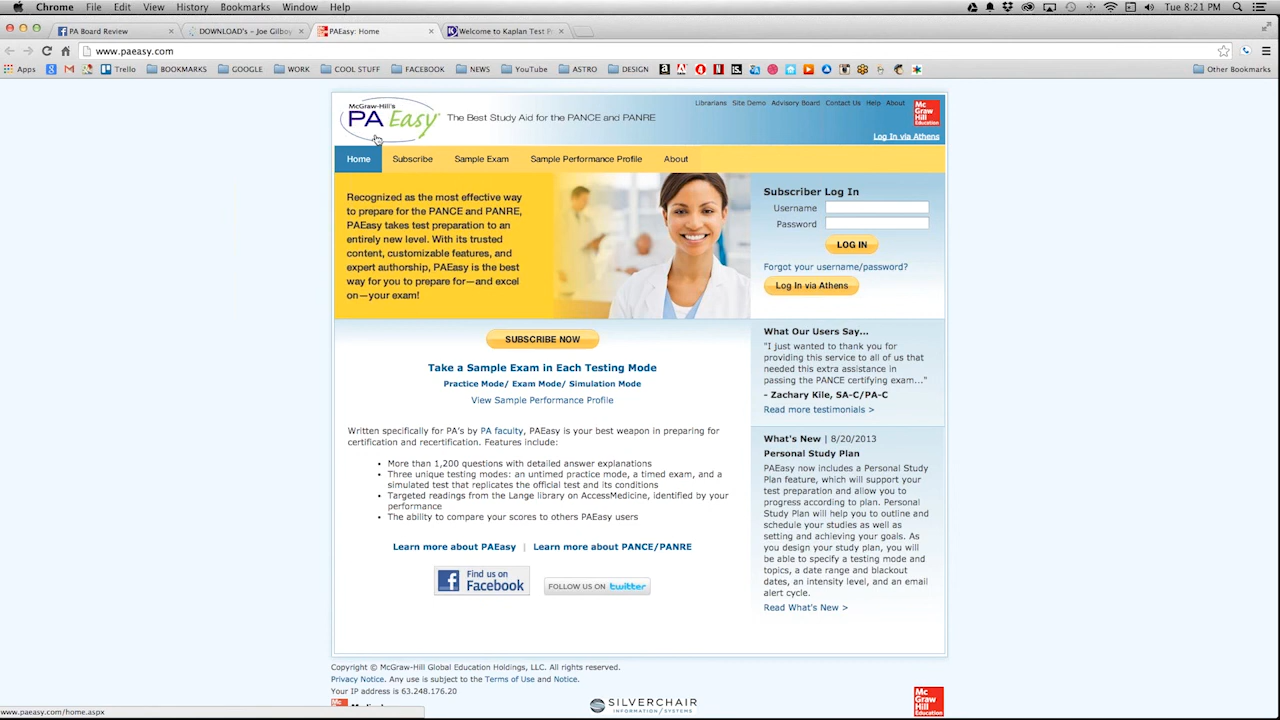 Chrome File Edit View History Bookmarks Window Help
Tue 8:21 PM
PA Board Review
DOWNLOAD's – Joe Gilboy
PAEasy: Home
Welcome to Kaplan Test P
www.paeasy.com
Apps
Trello
BOOKMARKS
GOOGLE
WORK
COOL STUFF
FACEBOOK
NEWS
YouTube
ASTRO
DESIGN
Other Bookmarks
McGraw-Hill's
PA Easy
The Best Study Aid for the PANCE and PANRE
Librarians Site Demo Advisory Board Contact Us Help About
Log In via Athens
Mc
Graw
Hill
Education
Home Subscribe Sample Exam Sample Performance Profile About
Recognized as the most effective way
to prepare for the PANCE and PANRE,
PAEasy takes test preparation to an
entirely new level. With its trusted
content, customizable features, and
expert authorship, PAEasy is the best
way for you to prepare for—and excel
on—your exam!
Subscriber Log In
Username
Password
LOG IN
Forgot your username/password?
Log In via Athens
SUBSCRIBE NOW
Take a Sample Exam in Each Testing Mode
Practice Mode/ Exam Mode/ Simulation Mode
View Sample Performance Profile
Written specifically for PA's by PA faculty, PAEasy is your best weapon in preparing for
certification and recertification. Features include:
• More than 1,200 questions with detailed answer explanations
• Three unique testing modes: an untimed practice mode, a timed exam, and a
simulated test that replicates the official test and its conditions
• Targeted readings from the Lange library on AccessMedicine, identified by your
performance
• The ability to compare your scores to others PAEasy users
Learn more about PAEasy | Learn more about PANCE/PANRE
Find us on
Facebook
FOLLOW US ON twitter
What Our Users Say...
"I just wanted to thank you for
providing this service to all of us that
needed this extra assistance in
passing the PANCE certifying exam..."
- Zachary Kile, SA-C/PA-C
Read more testimonials >
What's New | 8/20/2013
Personal Study Plan
PAEasy now includes a Personal Study
Plan feature, which will support your
test preparation and allow you to
progress according to plan. Personal
Study Plan will help you to outline and
schedule your studies as well as
setting and achieving your goals. As
you design your study plan, you will
be able to specify a testing mode and
topics, a date range and blackout
dates, an intensity level, and an email
alert cycle.
Read What's New >
Copyright © McGraw-Hill Global Education Holdings, LLC. All rights reserved.
Privacy Notice. Any use is subject to the Terms of Use and Notice.
Your IP address is 63.248.176.20
SILVERCHAIR
INFORMATION SYSTEMS
Mc
Graw
Hill
Education
www.paeasy.com/home.aspx